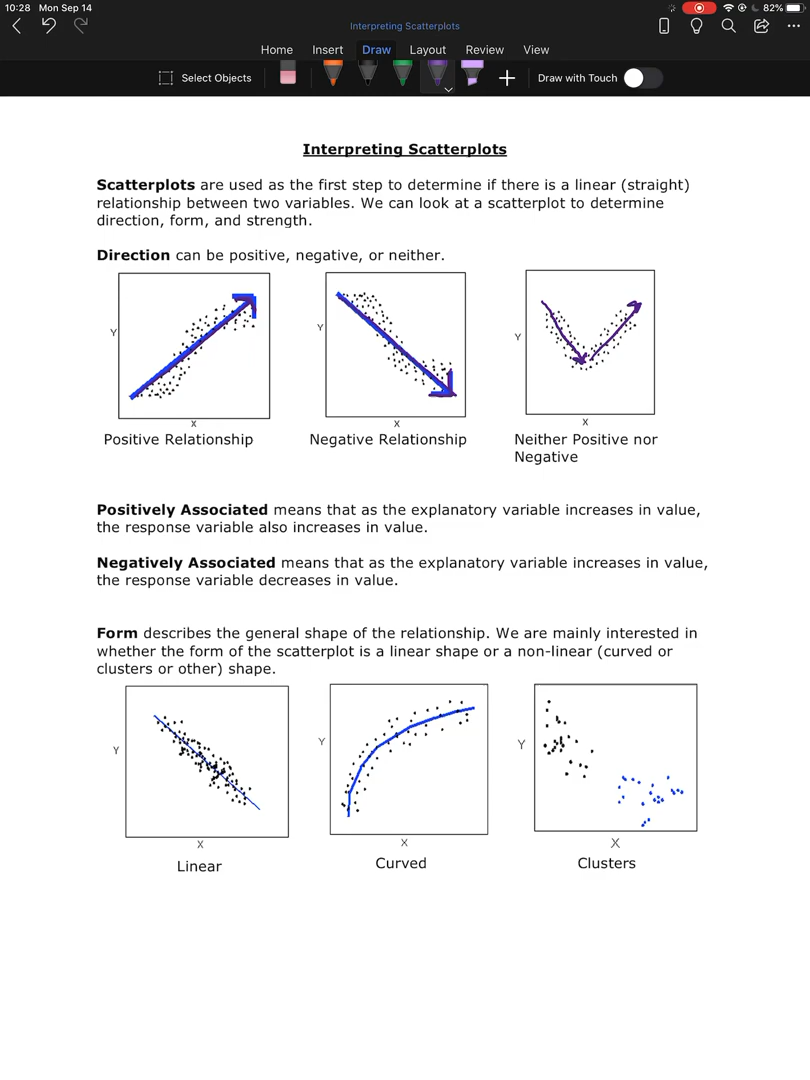 10:28 Mon Sep 14
82%
Interpreting Scatterplots
Home Insert Draw Layout Review View
Select Objects
Draw with Touch
Interpreting Scatterplots
Scatterplots are used as the first step to determine if there is a linear (straight)
relationship between two variables. We can look at a scatterplot to determine
direction, form, and strength.
Direction can be positive, negative, or neither.
Y Y Y
X X X
Positive Relationship
Negative Relationship
Neither Positive nor
Negative
Positively Associated means that as the explanatory variable increases in value,
the response variable also increases in value.
Negatively Associated means that as the explanatory variable increases in value,
the response variable decreases in value.
Form describes the general shape of the relationship. We are mainly interested in
whether the form of the scatterplot is a linear shape or a non-linear (curved or
clusters or other) shape.
Y Y Y
X X X
Linear
Curved
Clusters